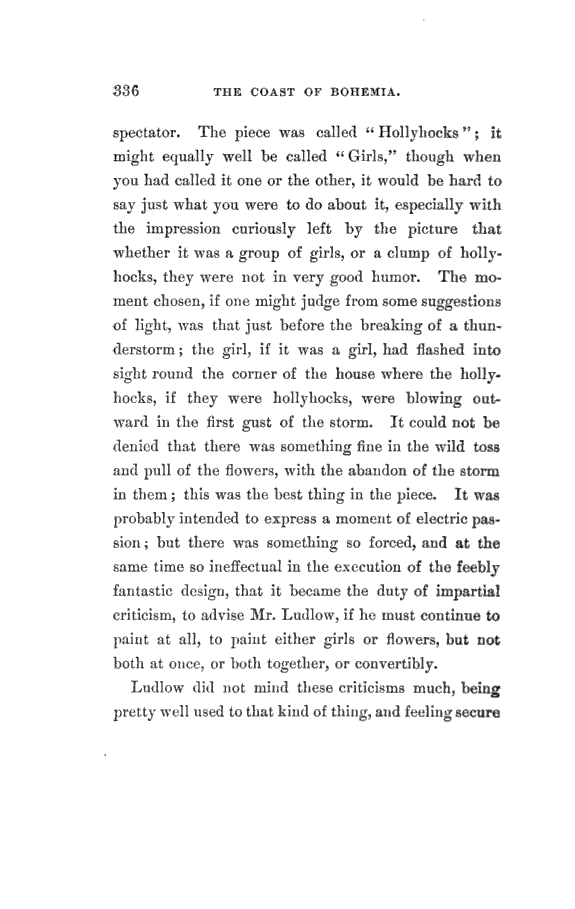 336 THE COAST OF BOHEMIA.
spectator. The piece was called “Hollyhocks”; it
might equally well be called “Girls,” though when
you had called it one or the other, it would be hard to
say just what you were to do about it, especially with
the impression curiously left by the picture that
whether it was a group of girls, or a clump of holly-
hocks, they were not in very good humor. The mo-
ment chosen, if one might judge from some suggestions
of light, was that just before the breaking of a thun-
derstorm; the girl, if it was a girl, had flashed into
sight round the corner of the house where the holly-
hocks, if they were hollyhocks, were blowing out-
ward in the first gust of the storm. It could not be
denied that there was something fine in the wild toss
and pull of the flowers, with the abandon of the storm
in them; this was the best thing in the piece. It was
probably intended to express a moment of electric pas-
sion; but there was something so forced, and at the
same time so ineffectual in the execution of the feebly
fantastic design, that it became the duty of impartial
criticism, to advise Mr. Ludlow, if he must continue to
paint at all, to paint either girls or flowers, but not
both at once, or both together, or convertibly.
Ludlow did not mind these criticisms much, being
pretty well used to that kind of thing, and feeling secure